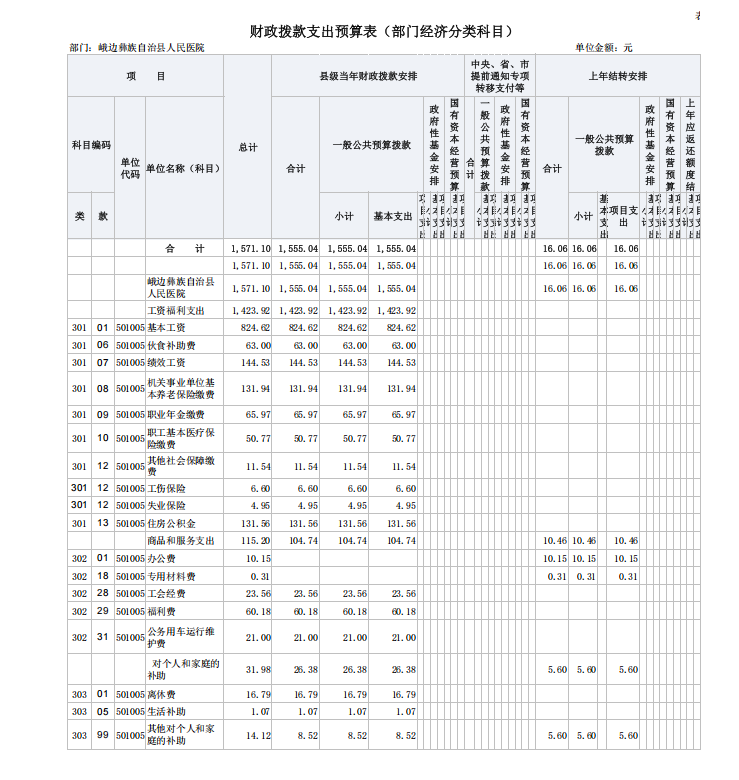 财政拨款支出预算表（部门经济分类科目）
部门：峨边彝族自治县人民医院 单位金额：元
项 目 总计 县级当年财政拨款安排 中央、省、市提前通知专项转移支付等 上年结转安排
科目编码 单位代码 单位名称（科目） 合计 一般公共预算拨款 政府性基金安排 国有资本经营预算 合计 一般公共预算拨款 政府性基金安排 国有资本经营预算 合计 一般公共预算拨款 政府性基金安排 国有资本经营预算 上年应返还额度结
类 款 小计 基本支出 小计 基本支 项目支出
合 计 1,571.10 1,555.04 1,555.04 1,555.04 16.06 16.06 16.06
1,571.10 1,555.04 1,555.04 1,555.04 16.06 16.06 16.06
峨边彝族自治县人民医院 1,571.10 1,555.04 1,555.04 1,555.04 16.06 16.06 16.06
工资福利支出 1,423.92 1,423.92 1,423.92 1,423.92
301 01 501005 基本工资 824.62 824.62 824.62 824.62
301 06 501005 伙食补助费 63.00 63.00 63.00 63.00
301 07 501005 绩效工资 144.53 144.53 144.53 144.53
301 08 501005 机关事业单位基本养老保险缴费 131.94 131.94 131.94 131.94
301 09 501005 职业年金缴费 65.97 65.97 65.97 65.97
301 10 501005 职工基本医疗保险缴费 50.77 50.77 50.77 50.77
301 12 501005 其他社会保障缴费 11.54 11.54 11.54 11.54
301 12 501005 工伤保险 6.60 6.60 6.60 6.60
301 12 501005 失业保险 4.95 4.95 4.95 4.95
301 13 501005 住房公积金 131.56 131.56 131.56 131.56
商品和服务支出 115.20 104.74 104.74 104.74 10.46 10.46 10.46
302 01 501005 办公费 10.15 10.15 10.15 10.15
302 18 501005 专用材料费 0.31 0.31 0.31 0.31
302 28 501005 工会经费 23.56 23.56 23.56 23.56
302 29 501005 福利费 60.18 60.18 60.18 60.18
302 31 501005 公务用车运行维护费 21.00 21.00 21.00 21.00
对个人和家庭的补助 31.98 26.38 26.38 26.38 5.60 5.60 5.60
303 01 501005 离休费 16.79 16.79 16.79 16.79
303 05 501005 生活补助 1.07 1.07 1.07 1.07
303 99 501005 其他对个人和家庭的补助 14.12 8.52 8.52 8.52 5.60 5.60 5.60